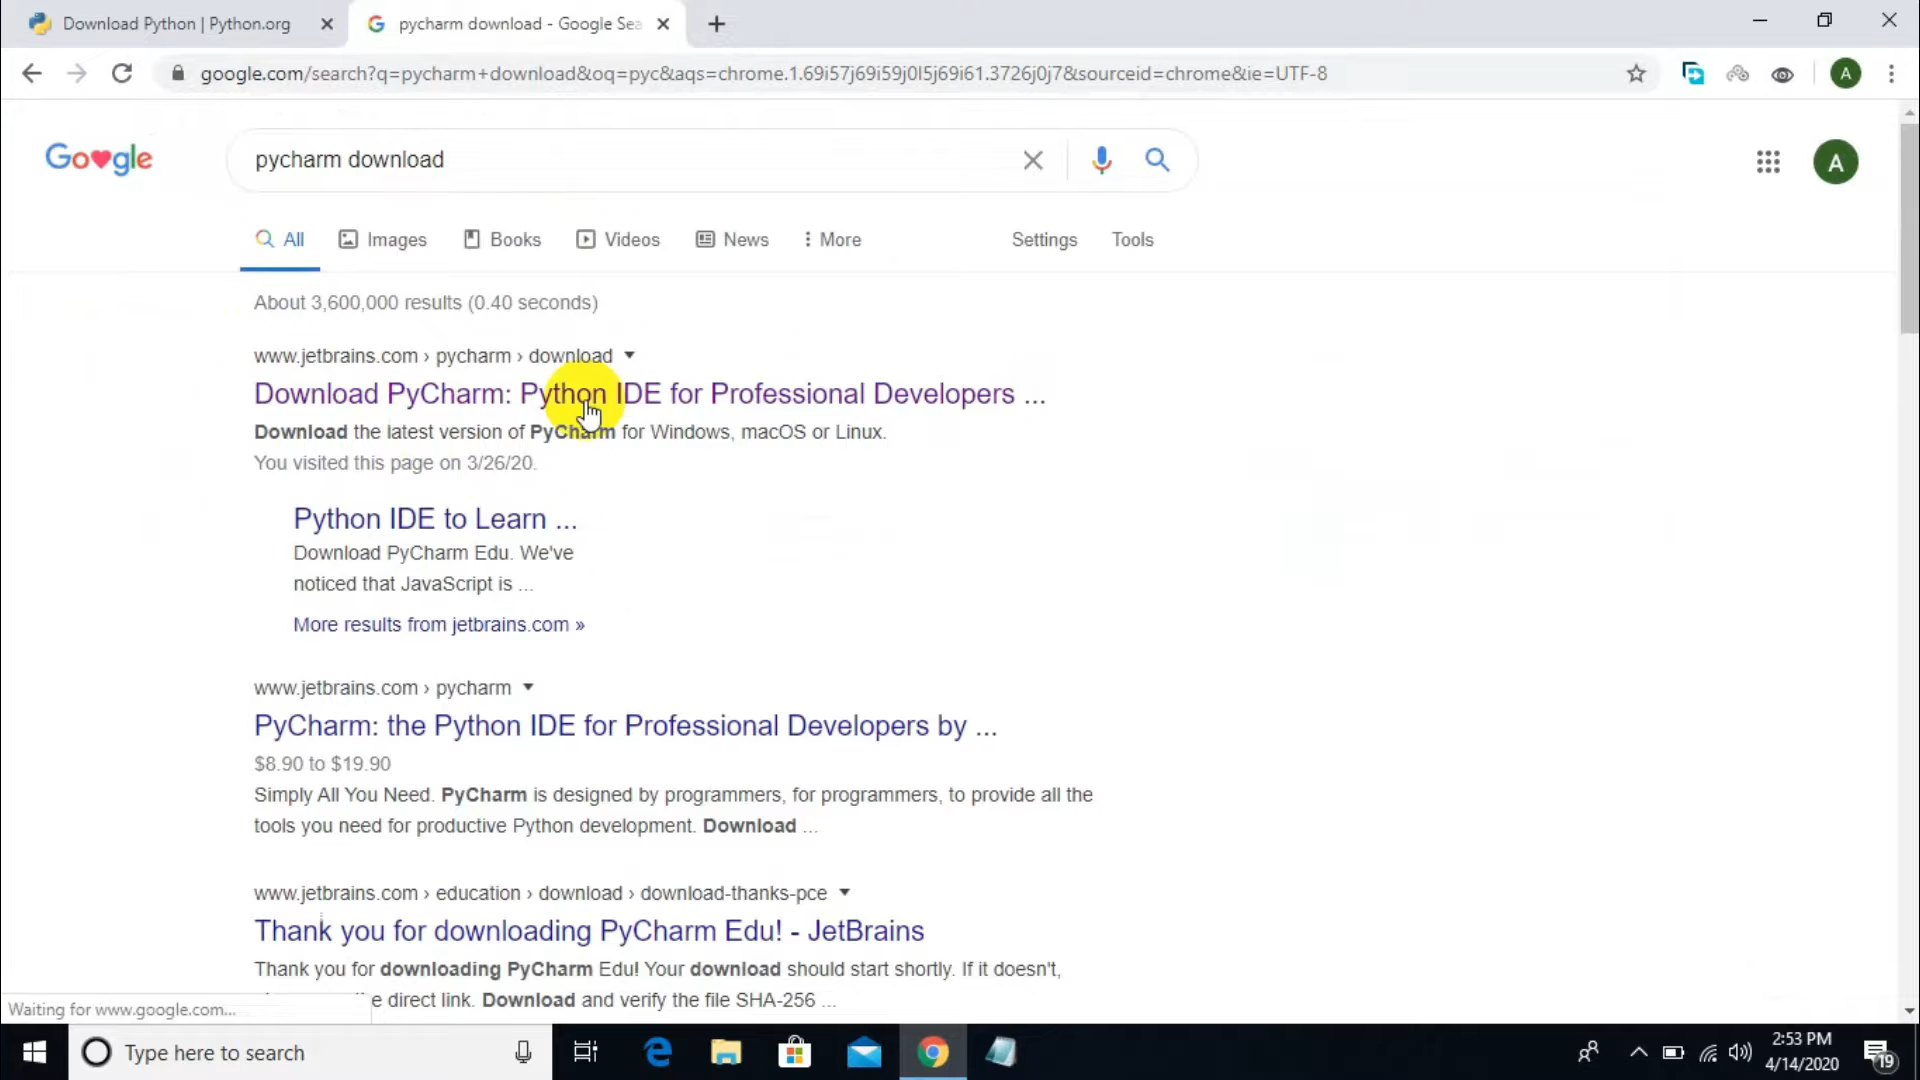 Download Python | Python.org
pycharm download - Google Sea
google.com/search?q=pycharm+download&oq=pyc&aqs=chrome.1.69i57j69i59j0l5j69i61.3726j0j7&sourceid=chrome&ie=UTF-8
A
Go gle
pycharm download
A
All
Images
Books
Videos
News
More
Settings
Tools
About 3,600,000 results (0.40 seconds)
www.jetbrains.com › pycharm › download
Download PyCharm: Python IDE for Professional Developers ...
Download the latest version of PyCharm for Windows, macOS or Linux.
You visited this page on 3/26/20.
Python IDE to Learn ...
Download PyCharm Edu. We've
noticed that JavaScript is ...
More results from jetbrains.com »
www.jetbrains.com › pycharm
PyCharm: the Python IDE for Professional Developers by ...
$8.90 to $19.90
Simply All You Need. PyCharm is designed by programmers, for programmers, to provide all the
tools you need for productive Python development. Download ...
www.jetbrains.com › education › download › download-thanks-pce
Thank you for downloading PyCharm Edu! - JetBrains
Thank you for downloading PyCharm Edu! Your download should start shortly. If it doesn't,
direct link. Download and verify the file SHA-256 ...
Waiting for www.google.com...
Type here to search
2:53 PM
4/14/2020
19